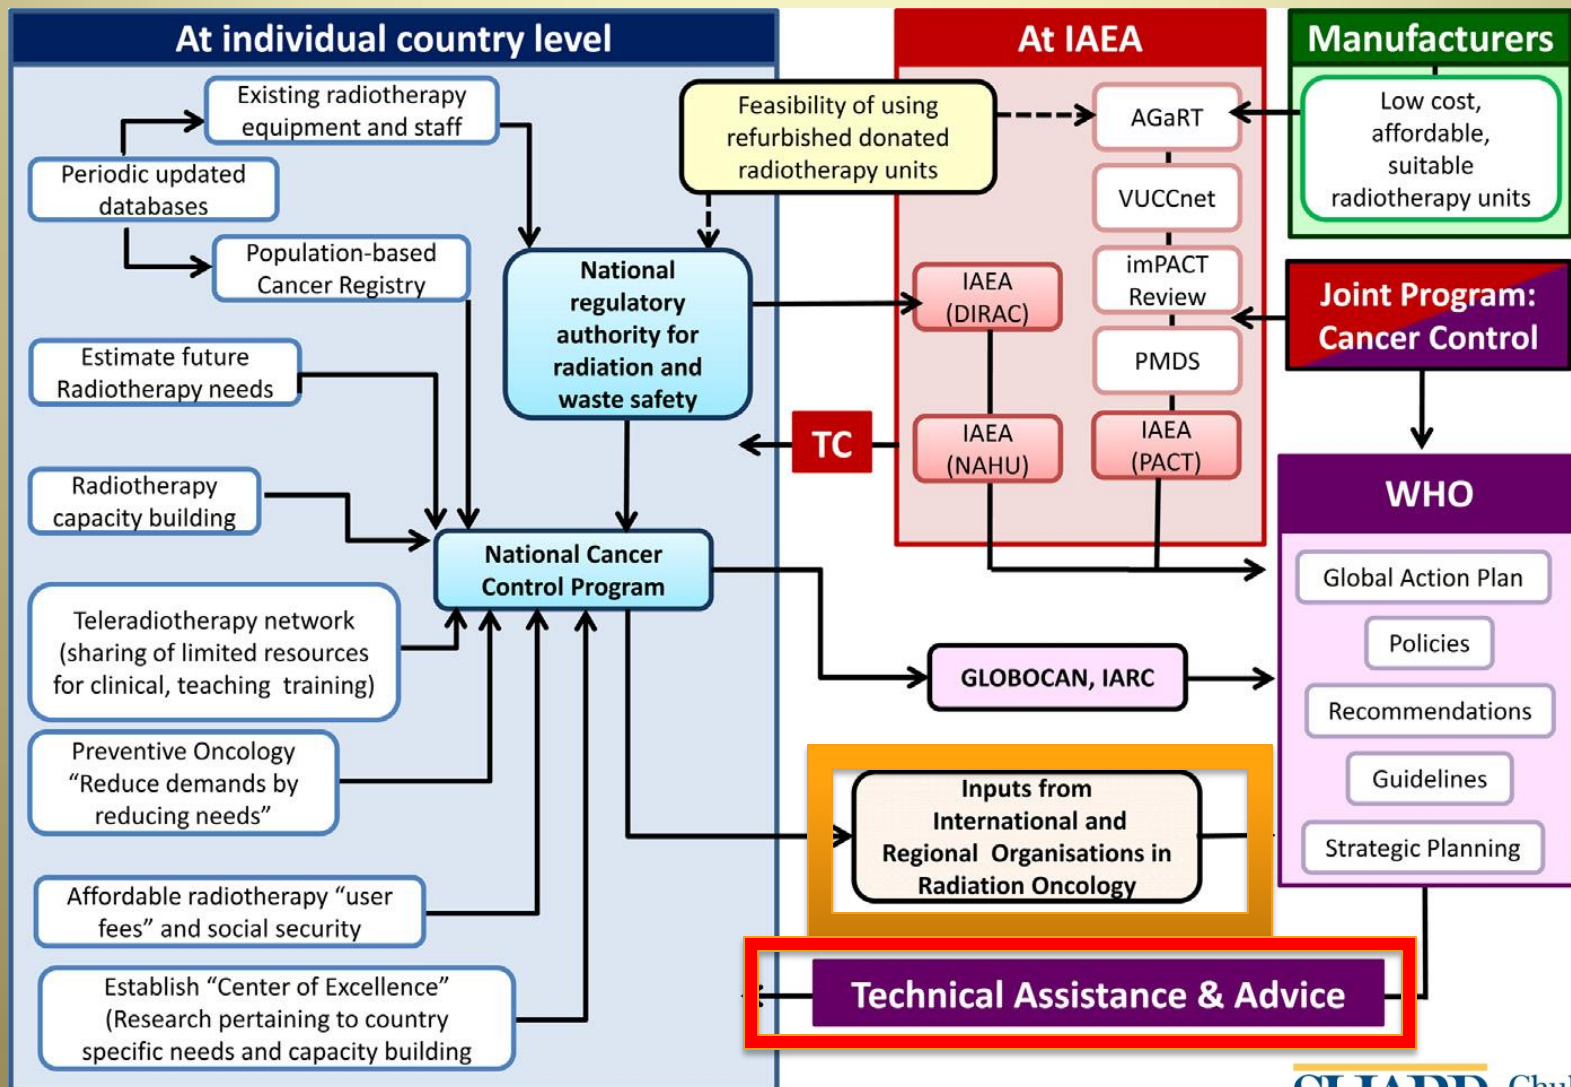 At individual country level
Existing radiotherapy
equipment and staff
Periodic updated
databases
Population-based
Cancer Registry
Estimate future
Radiotherapy needs
Radiotherapy
capacity building
Teleradiotherapy network
(sharing of limited resources
for clinical, teaching training)
Preventive Oncology
“Reduce demands by
reducing needs”
Affordable radiotherapy “user
fees” and social security
Establish “Center of Excellence”
(Research pertaining to country
specific needs and capacity building
National
regulatory
authority for
radiation and
waste safety
National Cancer
Control Program
Feasibility of using
refurbished donated
radiotherapy units
At IAEA
AGaRT
VUCCnet
imPACT
Review
PMDS
IAEA
(PACT)
IAEA
(DIRAC)
IAEA
(NAHU)
TC
Manufacturers
Low cost,
affordable,
suitable
radiotherapy units
Joint Program:
Cancer Control
WHO
Global Action Plan
Policies
Recommendations
Guidelines
Strategic Planning
GLOBOCAN, IARC
Inputs from
International and
Regional Organisations in
Radiation Oncology
Technical Assistance & Advice